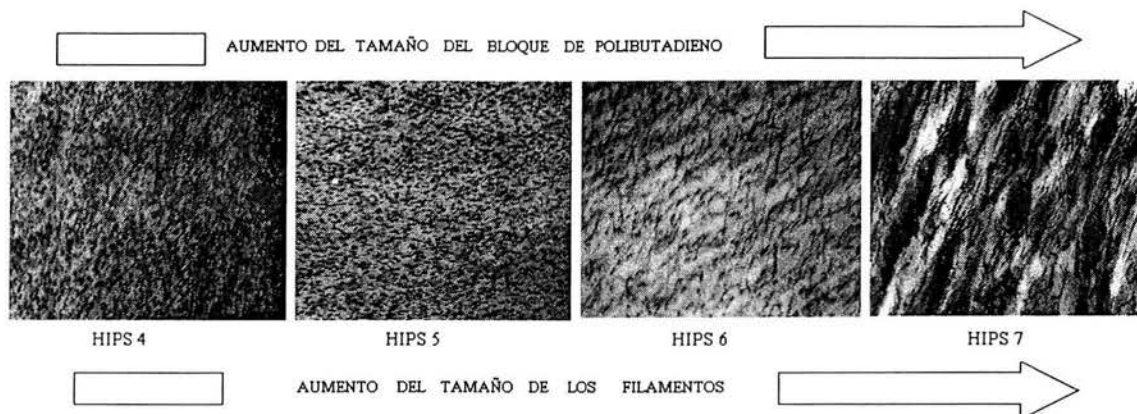 AUMENTO DEL TAMAÑO DEL BLOQUE DE POLIBUTADIENO
HIPS 4 HIPS 5 HIPS 6 HIPS 7
AUMENTO DEL TAMAÑO DE LOS FILAMENTOS